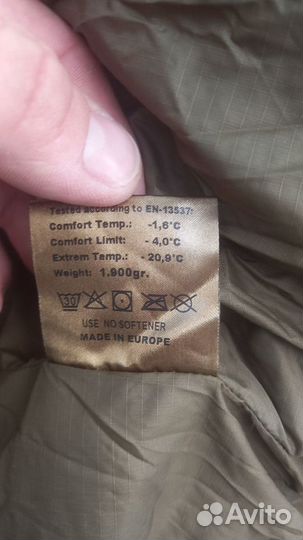 Tested according to EN-13537:
Comfort Temp.: -1,6°C
Comfort Limit: - 4,0°C
Extrem Temp.: - 20,9°C
Weight: 1.900gr.
30
USE NO SOFTENER
MADE IN EUROPE
Avito